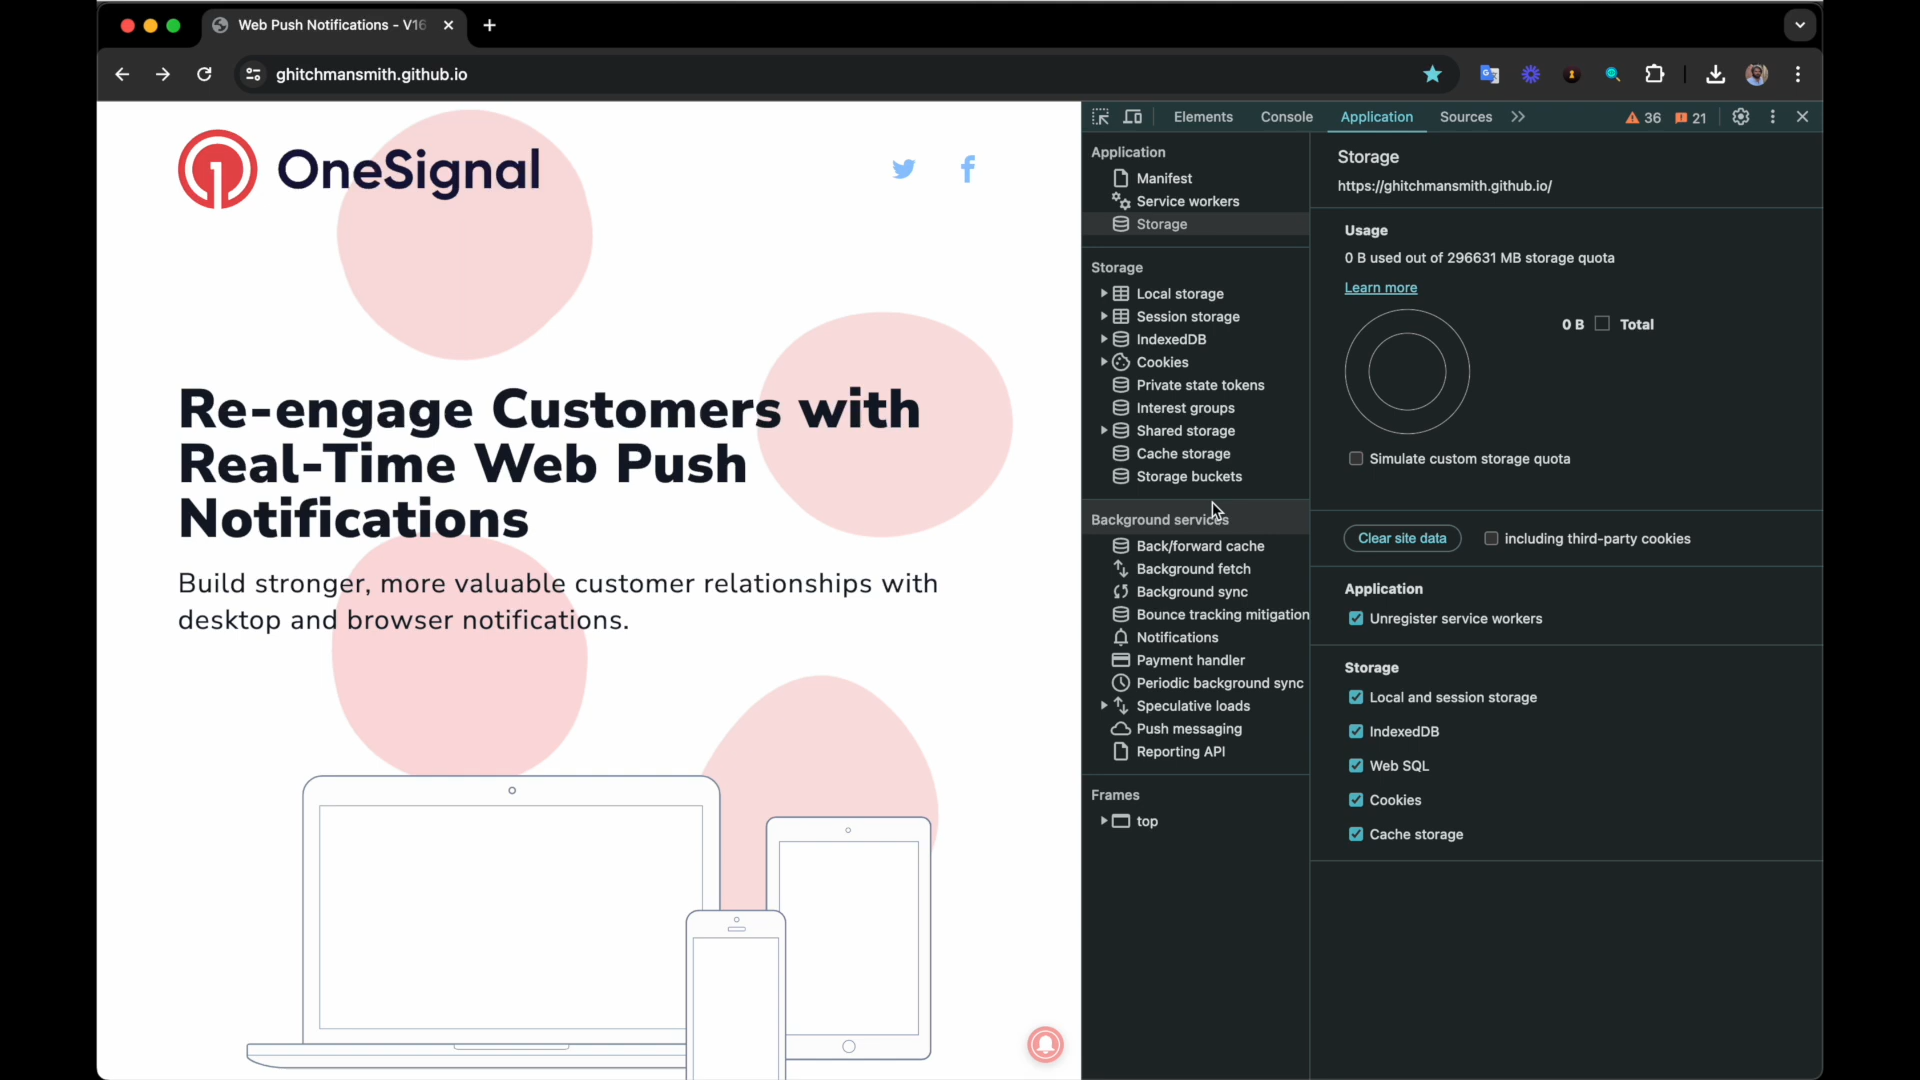 Web Push Notifications - V16
ghitchmansmith.github.io
OneSignal
Re-engage Customers with
Real-Time Web Push
Notifications
Build stronger, more valuable customer relationships with
desktop and browser notifications.
Elements
Console
Application
Sources
36
21
Application
Manifest
Service workers
Storage
Storage
Local storage
Session storage
IndexedDB
Cookies
Private state tokens
Interest groups
Shared storage
Cache storage
Storage buckets
Background services
Back/forward cache
Background fetch
Background sync
Bounce tracking mitigation
Notifications
Payment handler
Periodic background sync
Speculative loads
Push messaging
Reporting API
Frames
top
Storage
https://ghitchmansmith.github.io/
Usage
0 B used out of 296631 MB storage quota
Learn more
0 B Total
Simulate custom storage quota
Clear site data
including third-party cookies
Application
Unregister service workers
Storage
Local and session storage
IndexedDB
Web SQL
Cookies
Cache storage